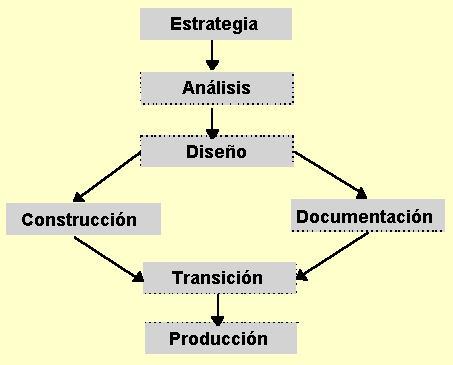 Estrategia
Análisis
Diseño
Construcción
Documentación
Transición
Producción